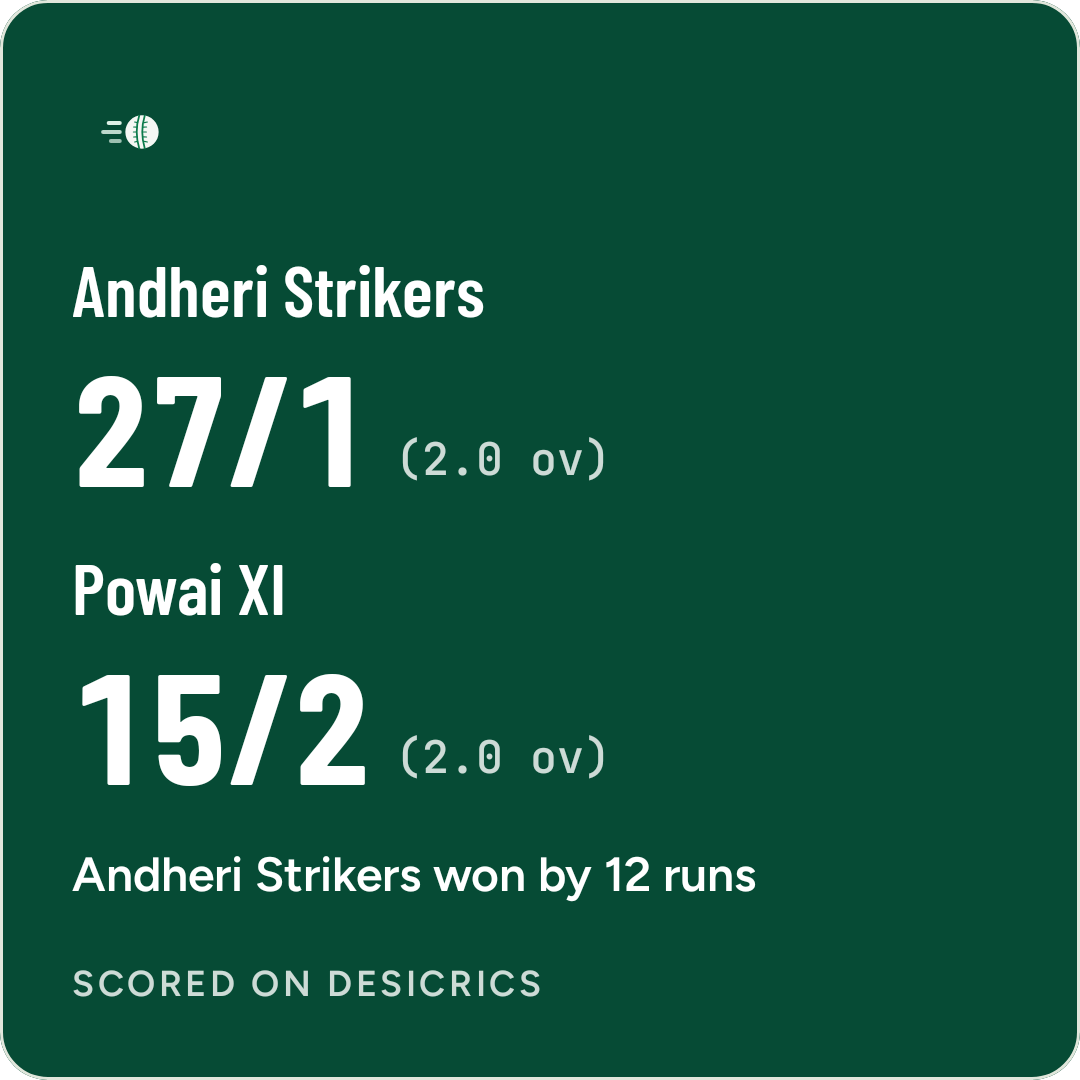 Andheri Strikers
27/1 (2.0 ov)
Powai XI
15/2 (2.0 ov)
Andheri Strikers won by 12 runs
SCORED ON DESICRICS